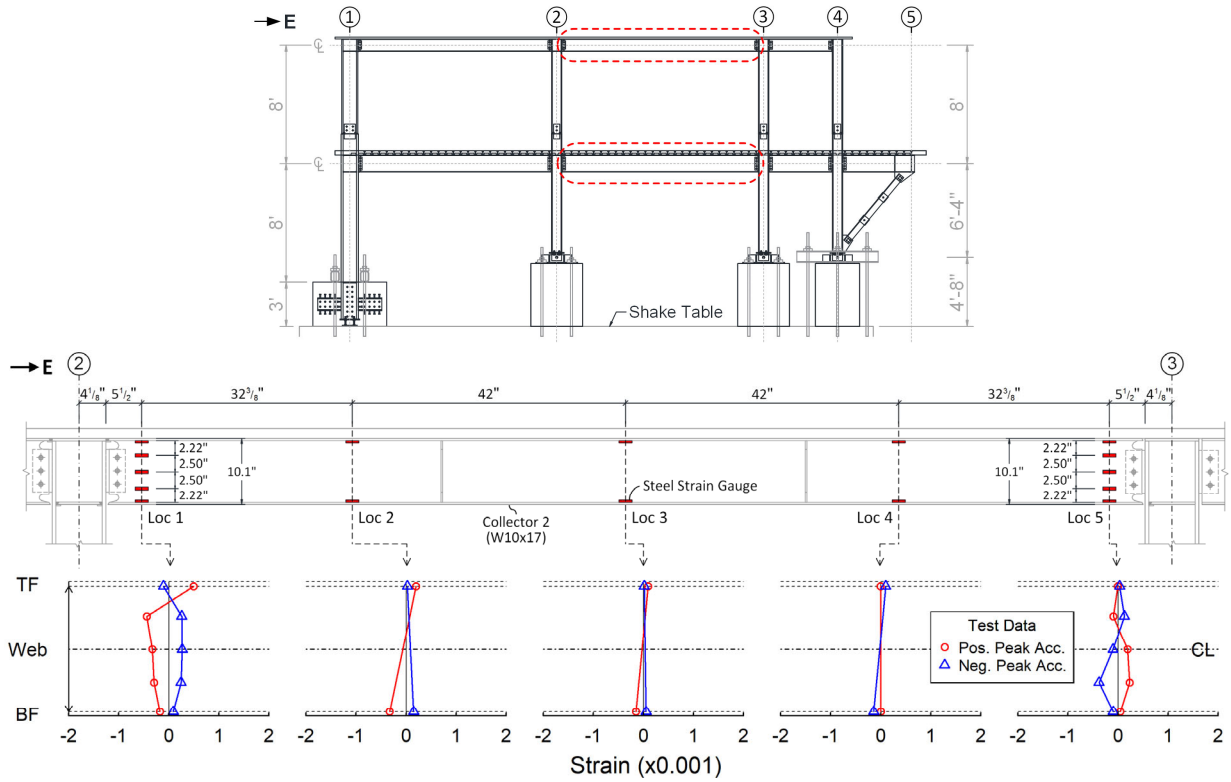 → E 1 2 3 4 5
℄ 8' 8' 3'
℄ 8' 6'-4" 4'-8"
Shake Table
→ E 2 3
4 1/8" 5 1/2" 32 3/8" 42" 42" 32 3/8" 5 1/2" 4 1/8"
2.22" 2.22"
2.50" 10.1" 10.1" 2.50"
2.50" 2.50"
2.22" Steel Strain Gauge 2.22"
Loc 1 Loc 2 Loc 3 Loc 4 Loc 5
Collector 2
(W10x17)
TF
Web CL
BF
Test Data
Pos. Peak Acc.
Neg. Peak Acc.
-2 -1 0 1 2 -2 -1 0 1 2 -2 -1 0 1 2 -2 -1 0 1 2 -2 -1 0 1 2
Strain (x0.001)